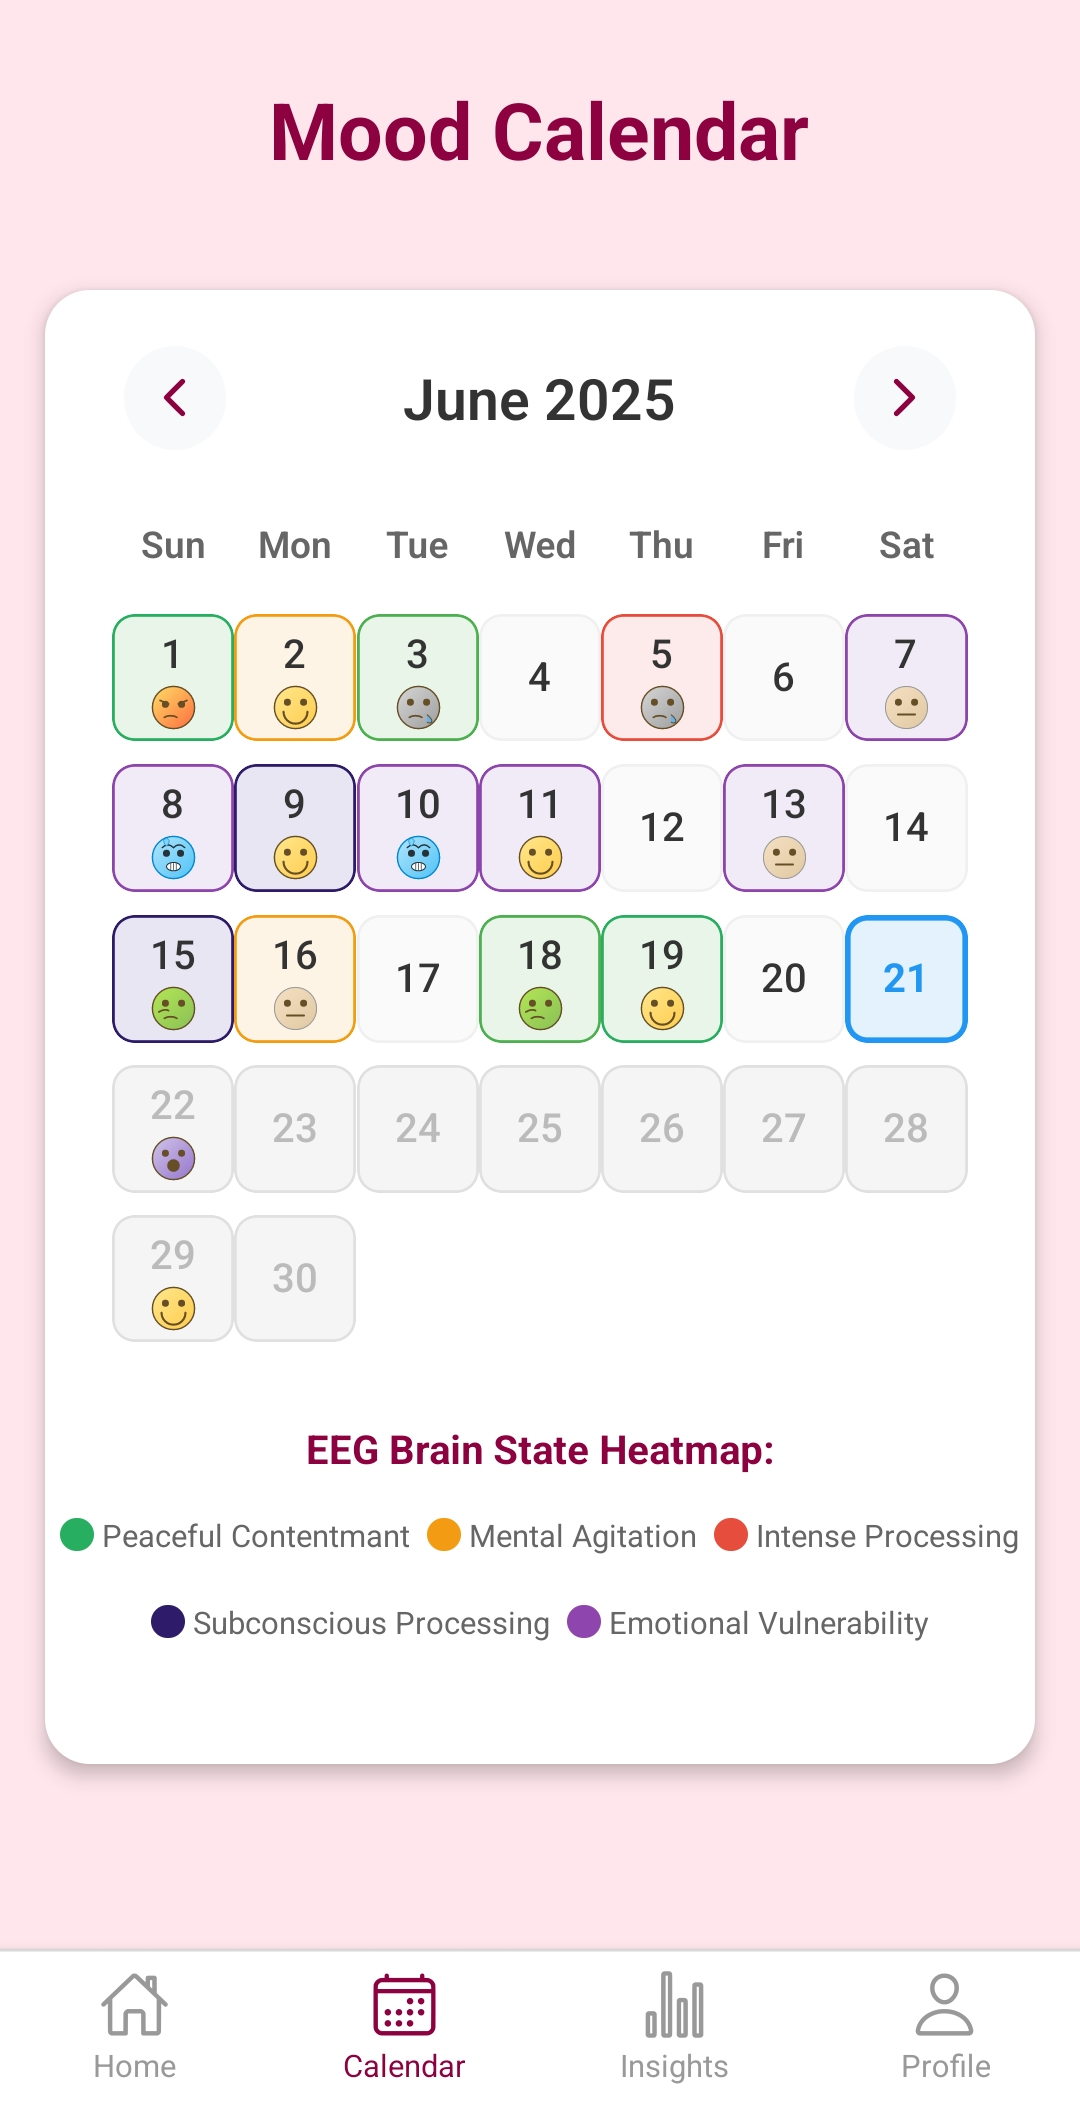 Mood Calendar
June 2025
Sun Mon Tue Wed Thu Fri Sat
1 2 3 4 5 6 7
8 9 10 11 12 13 14
15 16 17 18 19 20 21
22 23 24 25 26 27 28
29 30
EEG Brain State Heatmap:
Peaceful Contentmant Mental Agitation Intense Processing
Subconscious Processing Emotional Vulnerability
Home Calendar Insights Profile